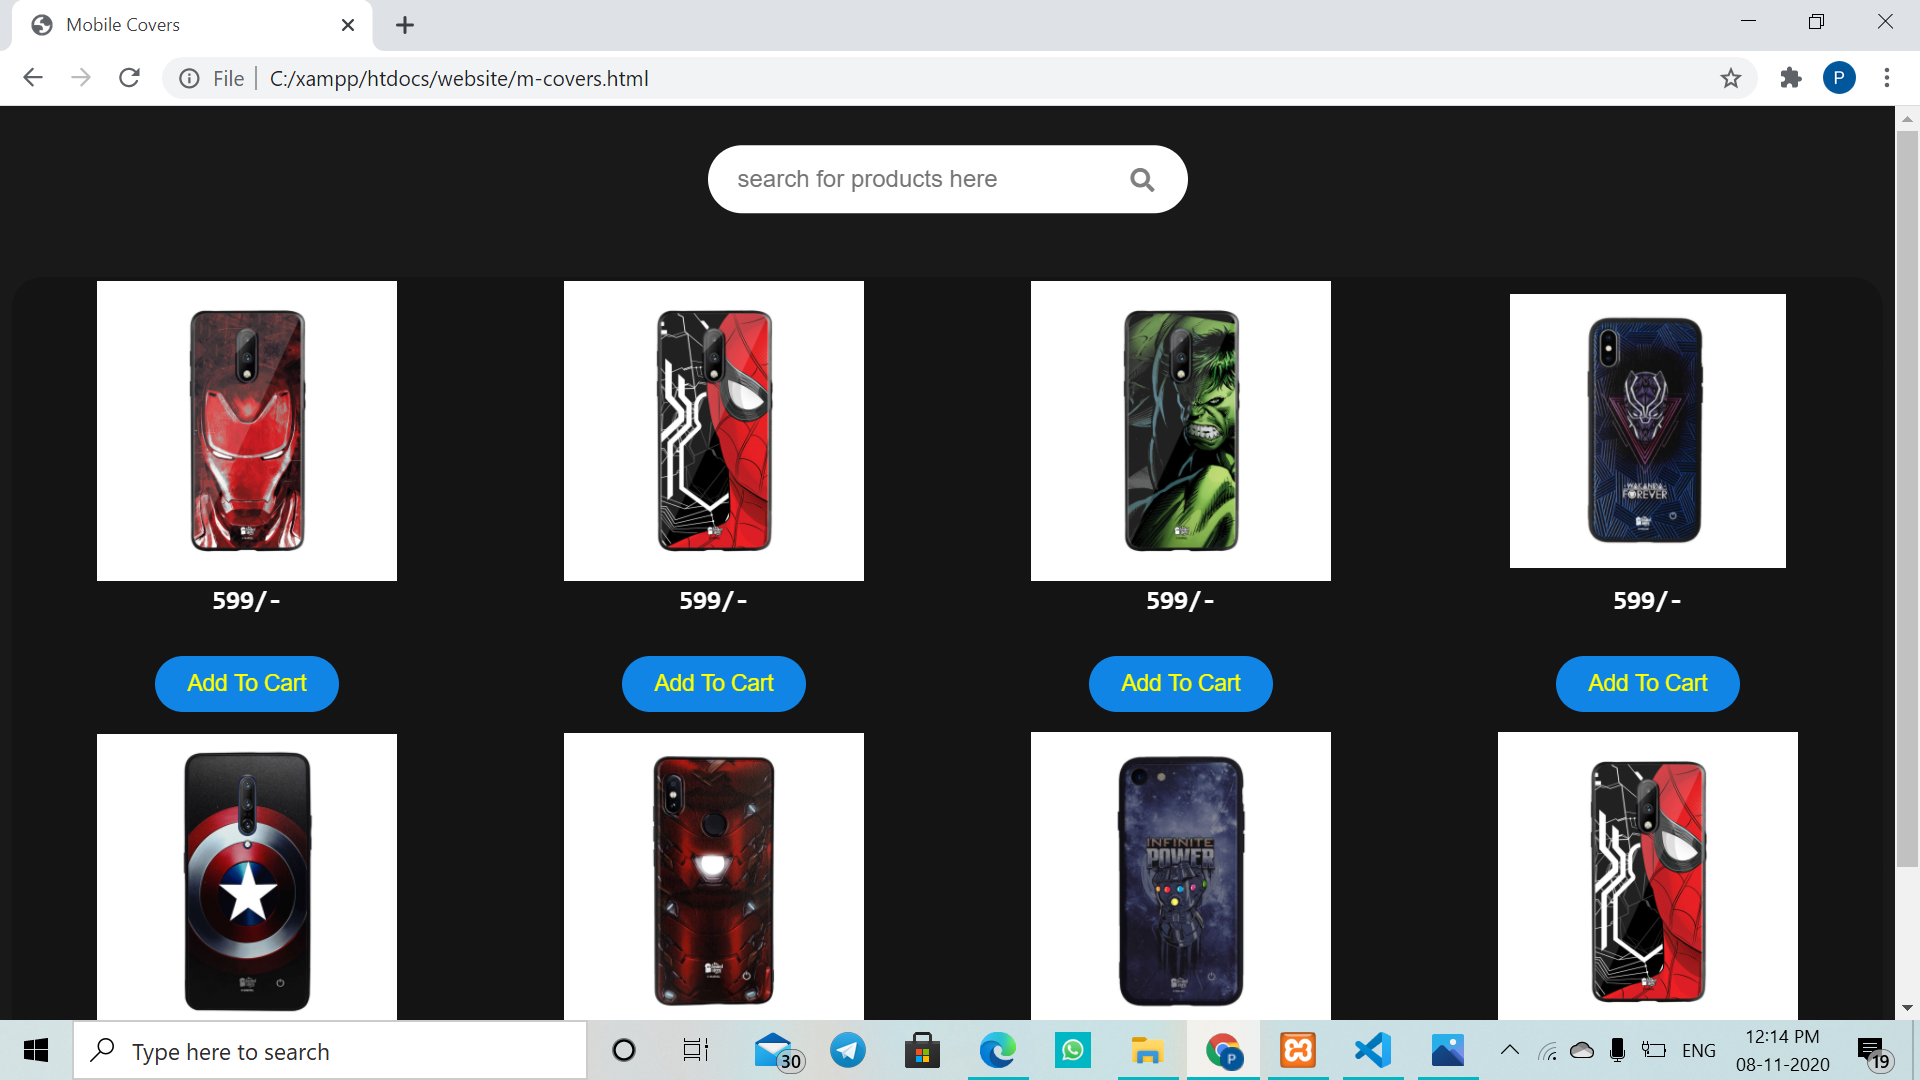 Mobile Covers
File
C:/xampp/htdocs/website/m-covers.html
P
search for products here
WAKANDA
FOREVER
599/-
599/-
599/-
599/-
Add To Cart
Add To Cart
Add To Cart
Add To Cart
INFINITE
POWER
Type here to search
30
P
ENG
12:14 PM
08-11-2020
19